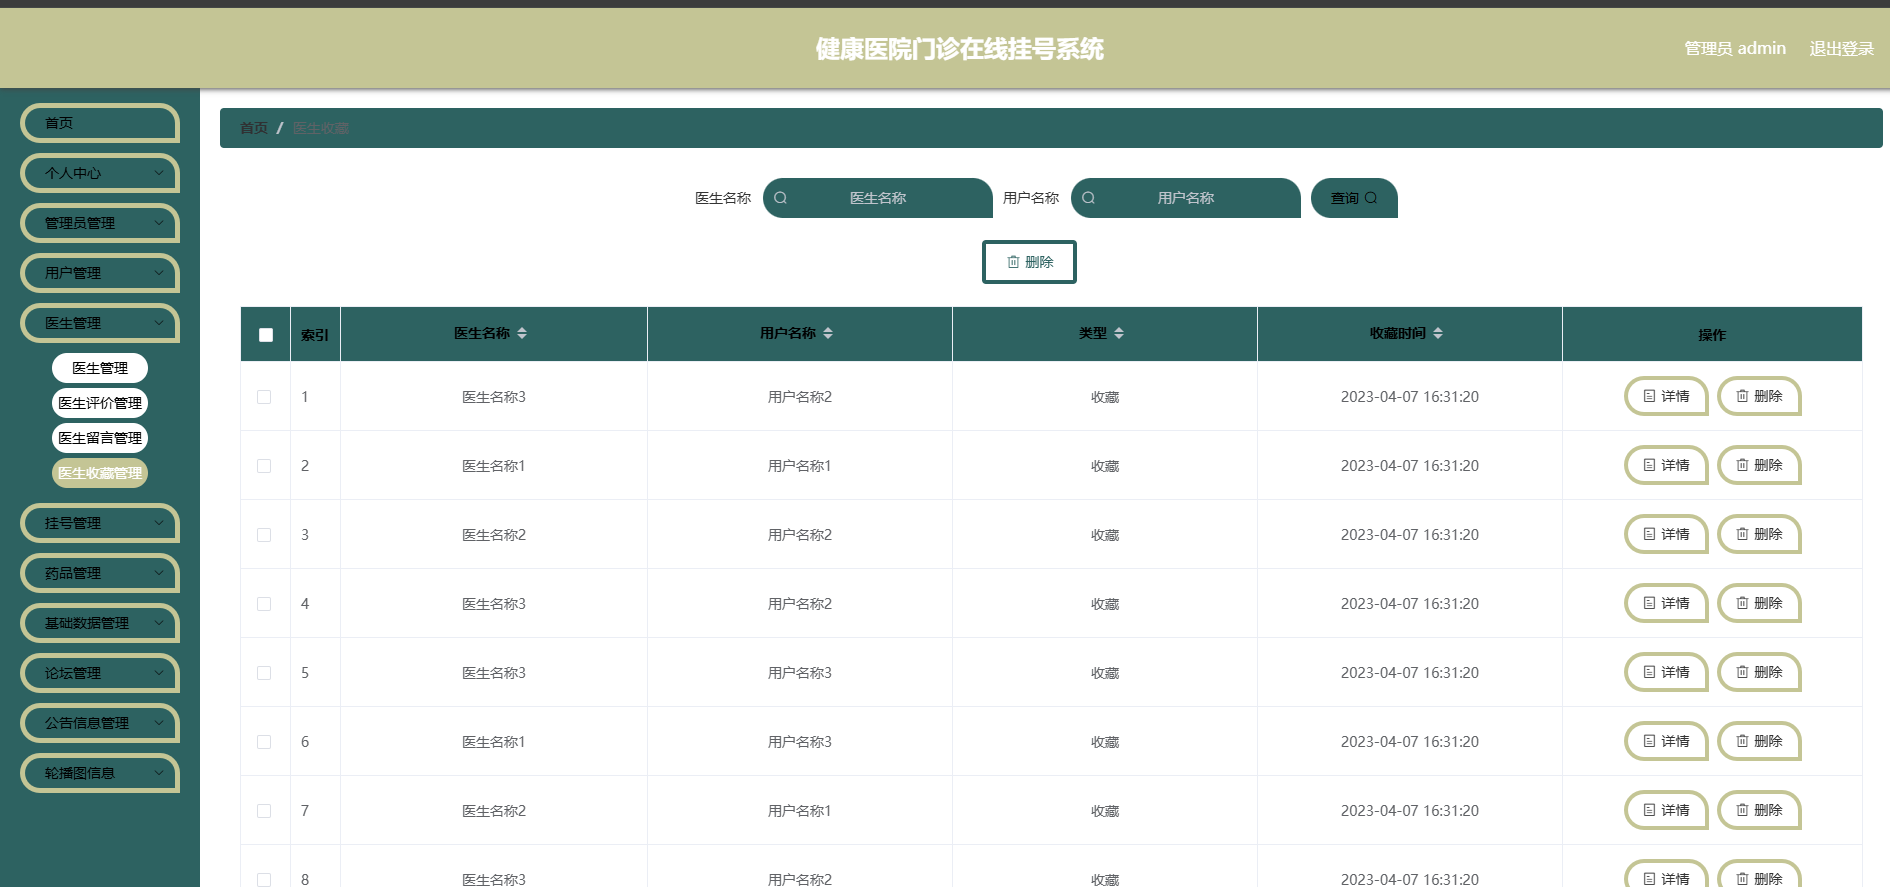 健康医院门诊在线挂号系统
管理员 admin 退出登录
首页
个人中心
管理员管理
用户管理
医生管理
医生管理
医生评价管理
医生留言管理
医生收藏管理
挂号管理
药品管理
基础数据管理
论坛管理
公告信息管理
轮播图信息
首页 / 医生收藏
医生名称 医生名称 用户名称 用户名称 查询
删除
索引 医生名称 用户名称 类型 收藏时间 操作
1 医生名称3 用户名称2 收藏 2023-04-07 16:31:20 详情 删除
2 医生名称1 用户名称1 收藏 2023-04-07 16:31:20 详情 删除
3 医生名称2 用户名称2 收藏 2023-04-07 16:31:20 详情 删除
4 医生名称3 用户名称2 收藏 2023-04-07 16:31:20 详情 删除
5 医生名称3 用户名称3 收藏 2023-04-07 16:31:20 详情 删除
6 医生名称1 用户名称3 收藏 2023-04-07 16:31:20 详情 删除
7 医生名称2 用户名称1 收藏 2023-04-07 16:31:20 详情 删除
8 医生名称3 用户名称2 收藏 2023-04-07 16:31:20 详情 删除